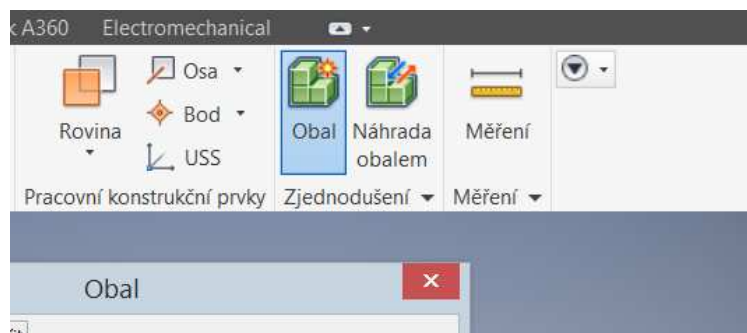 A360 Electromechanical
Osa
Bod
USS
Rovina
Obal
Náhrada
obalem
Měření
Pracovní konstrukční prvky
Zjednodušení
Měření
Obal